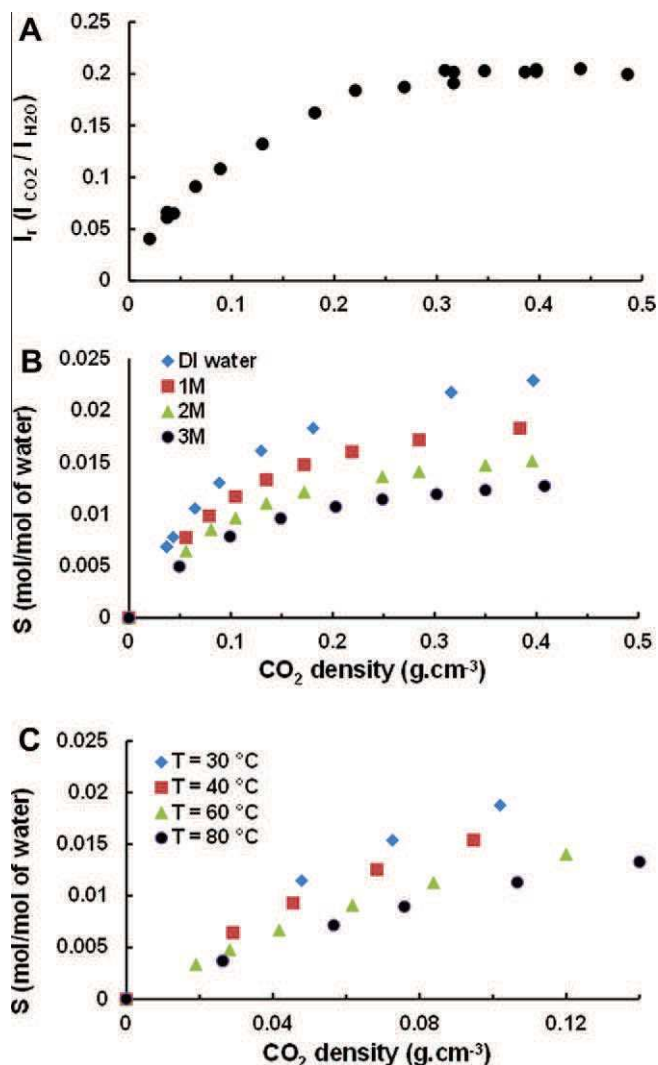 A
0.25
0.2
0.15
0.1
0.05
0
Iᵣ (I CO2 / I H2O)
0 0.1 0.2 0.3 0.4 0.5
B
0.025
0.02
0.015
0.01
0.005
0
S (mol/mol of water)
DI water
1M
2M
3M
0 0.1 0.2 0.3 0.4 0.5
CO₂ density (g.cm⁻³)
C
0.025
0.02
0.015
0.01
0.005
0
S (mol/mol of water)
T = 30 °C
T = 40 °C
T = 60 °C
T = 80 °C
0 0.04 0.08 0.12
CO₂ density (g.cm⁻³)